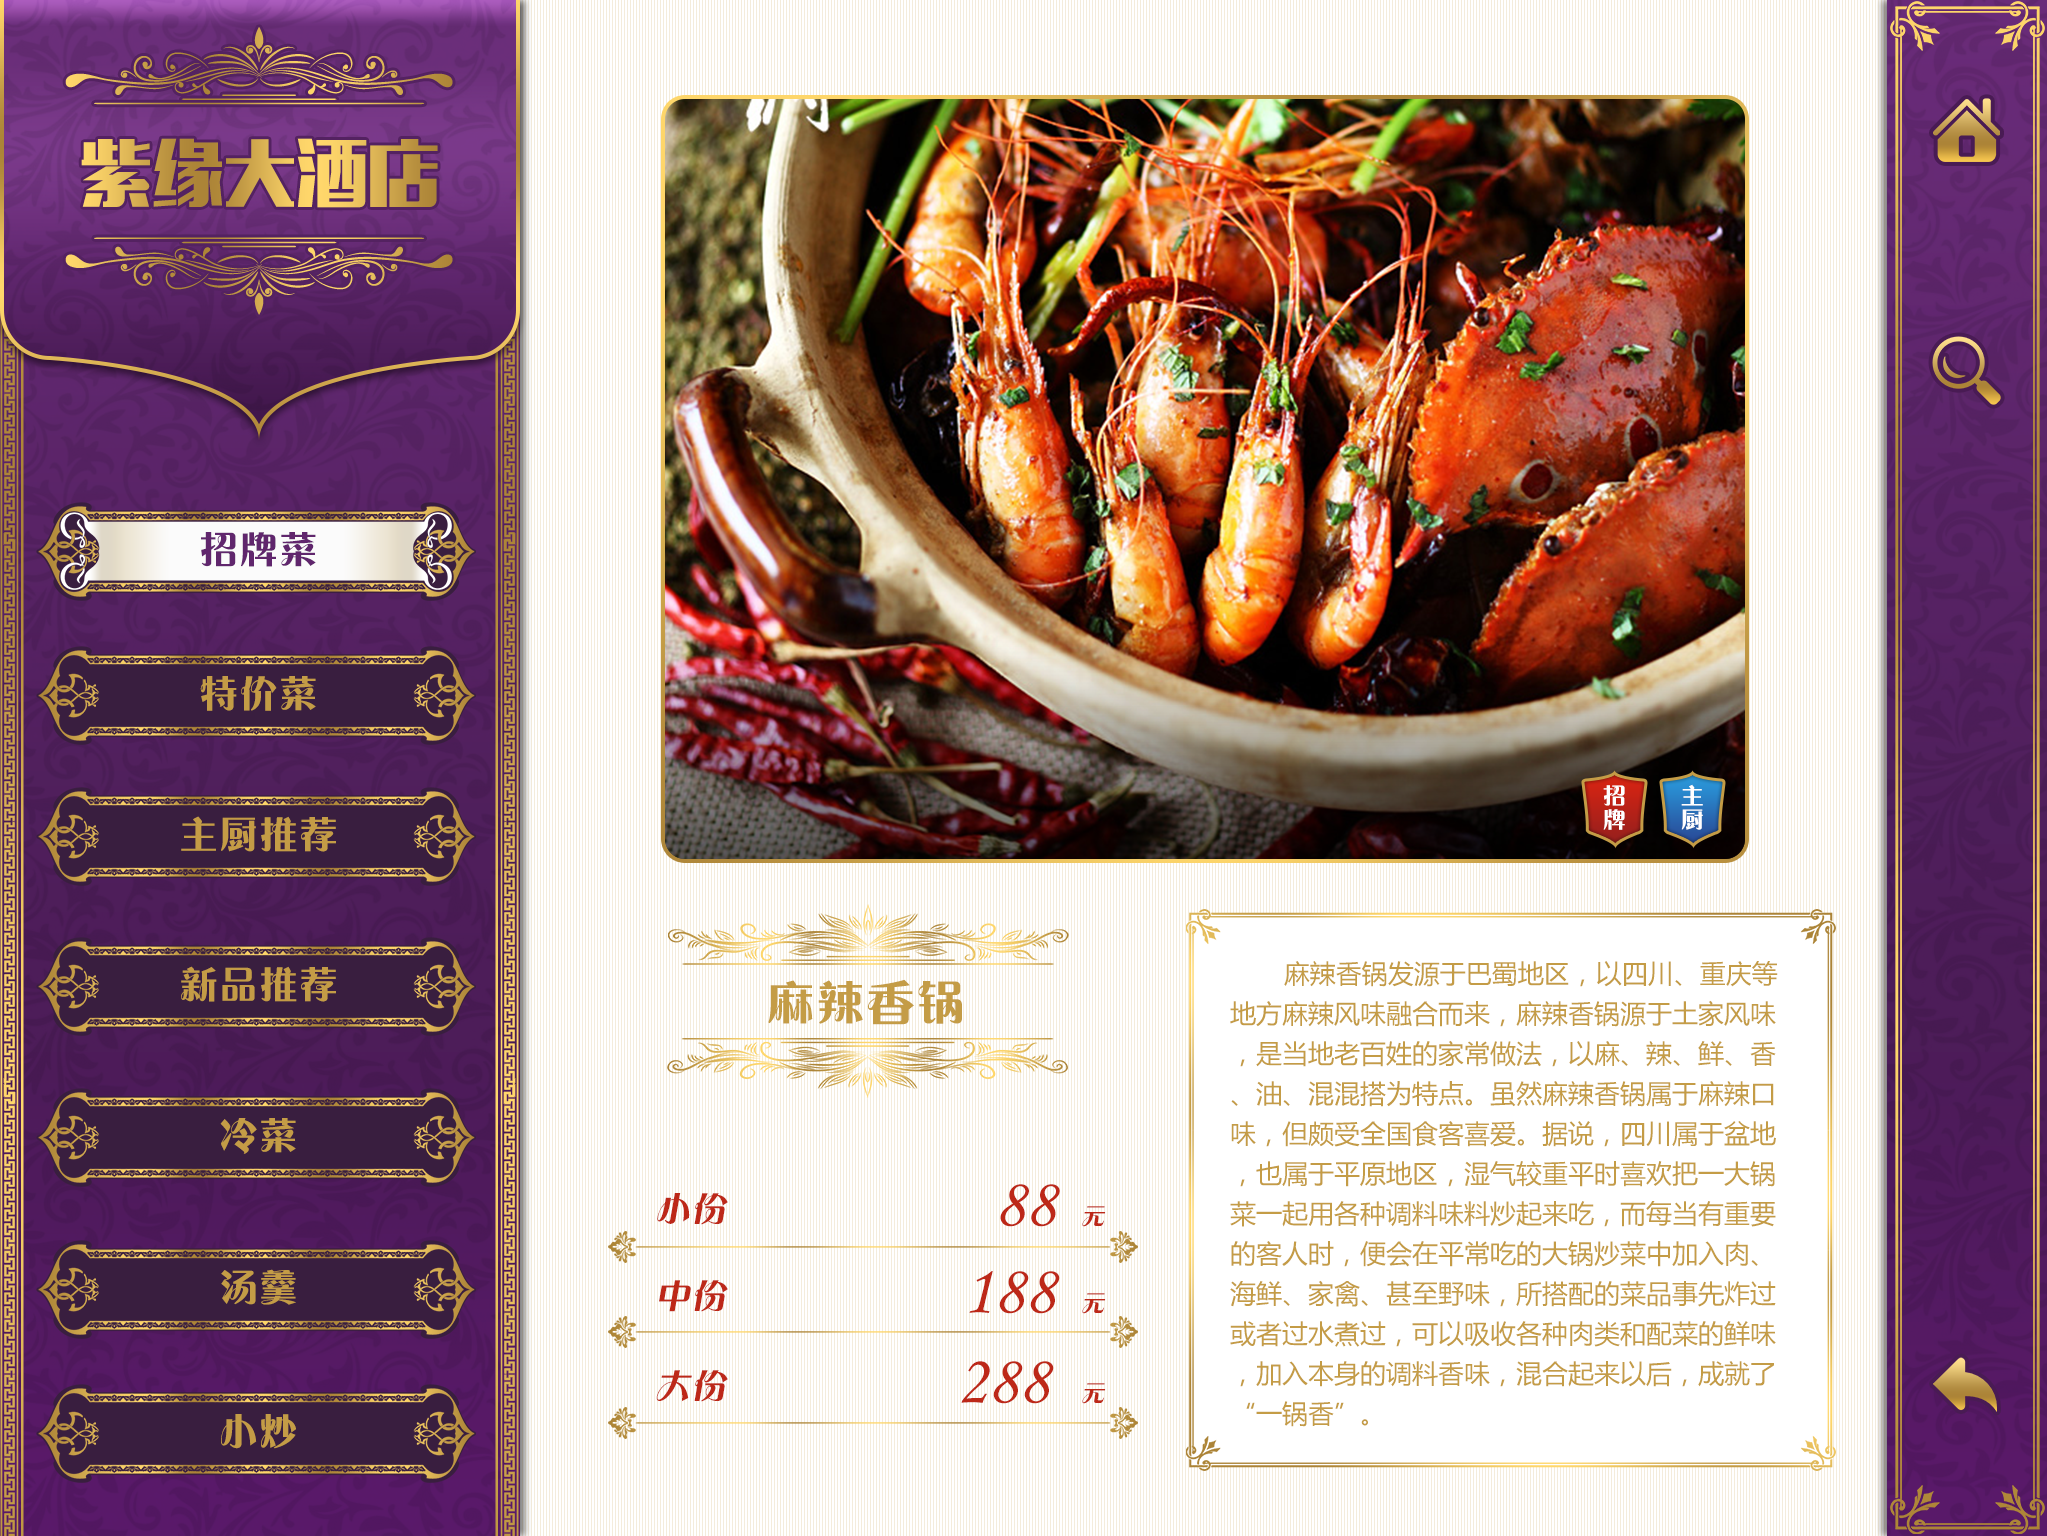 紫缘大酒店
招牌菜
特价菜
主厨推荐
新品推荐
冷菜
汤羹
小炒
招牌
主厨
麻辣香锅
小份 88 元
中份 188 元
大份 288 元
麻辣香锅发源于巴蜀地区，以四川、重庆等
地方麻辣风味融合而来，麻辣香锅源于土家风味
，是当地老百姓的家常做法，以麻、辣、鲜、香
、油、混混搭为特点。虽然麻辣香锅属于麻辣口
味，但颇受全国食客喜爱。据说，四川属于盆地
，也属于平原地区，湿气较重平时喜欢把一大锅
菜一起用各种调料味料炒起来吃，而每当有重要
的客人时，便会在平常吃的大锅炒菜中加入肉、
海鲜、家禽、甚至野味，所搭配的菜品事先炸过
或者过水煮过，可以吸收各种肉类和配菜的鲜味
，加入本身的调料香味，混合起来以后，成就了
“一锅香”。